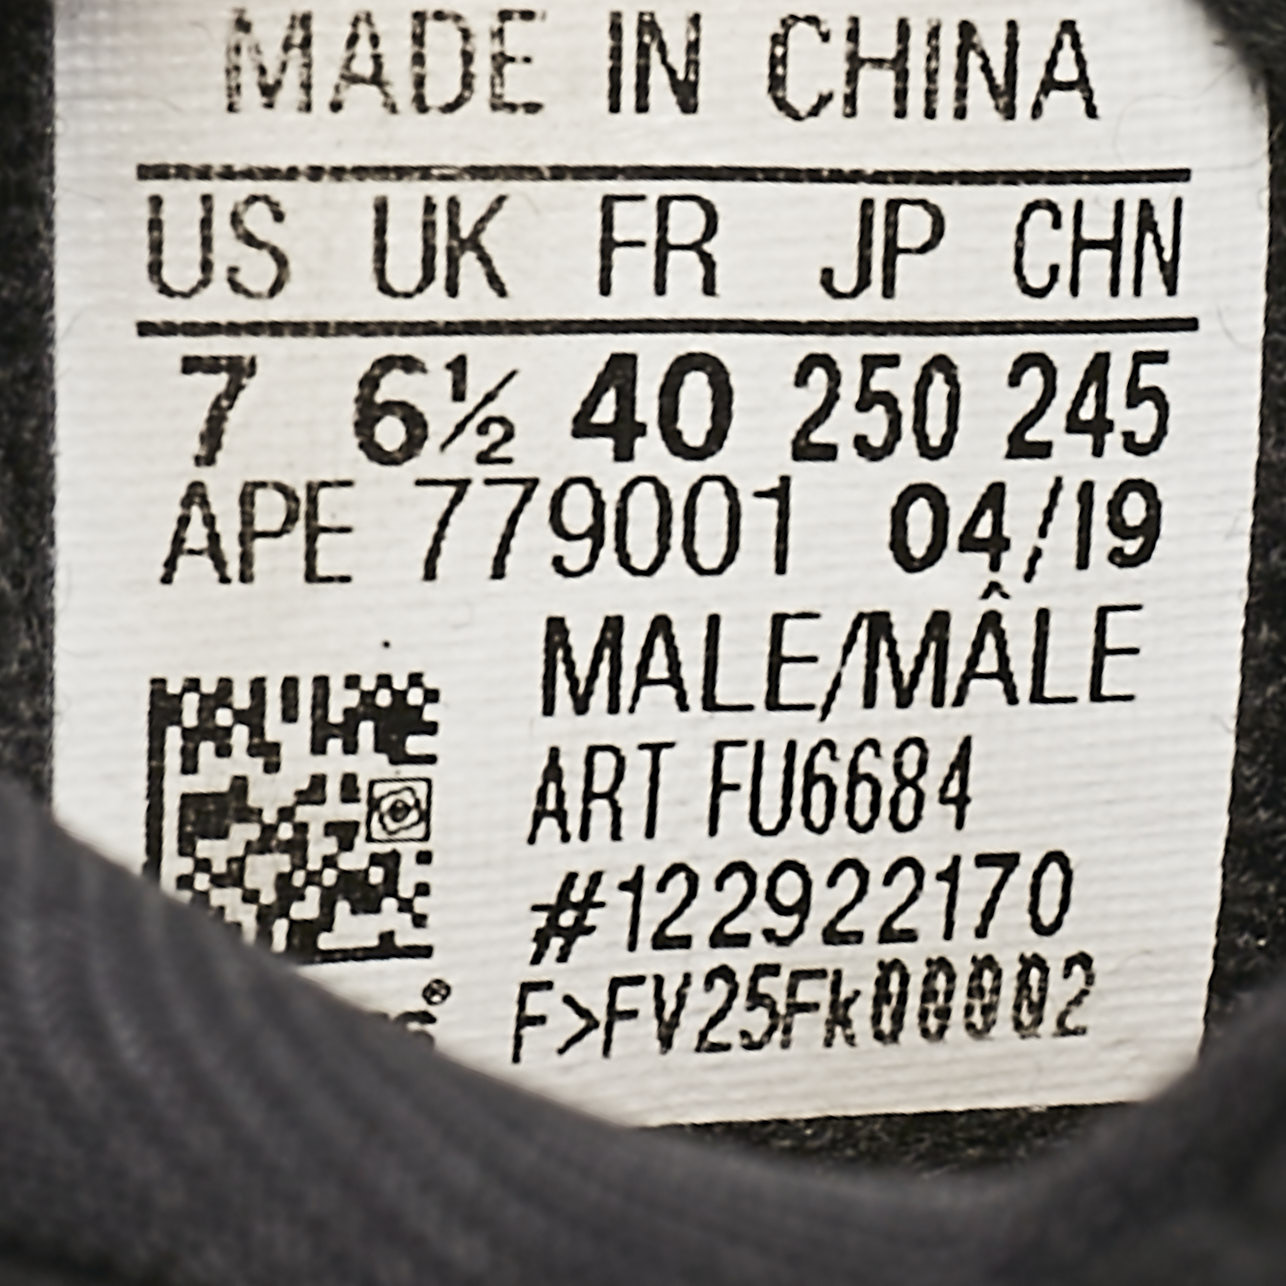 MADE IN CHINA
US UK FR JP CHN
7 6½ 40 250 245
APE 779001 04/19
MALE/MÂLE
ART FU6684
#122922170
F>FV25Fk000002